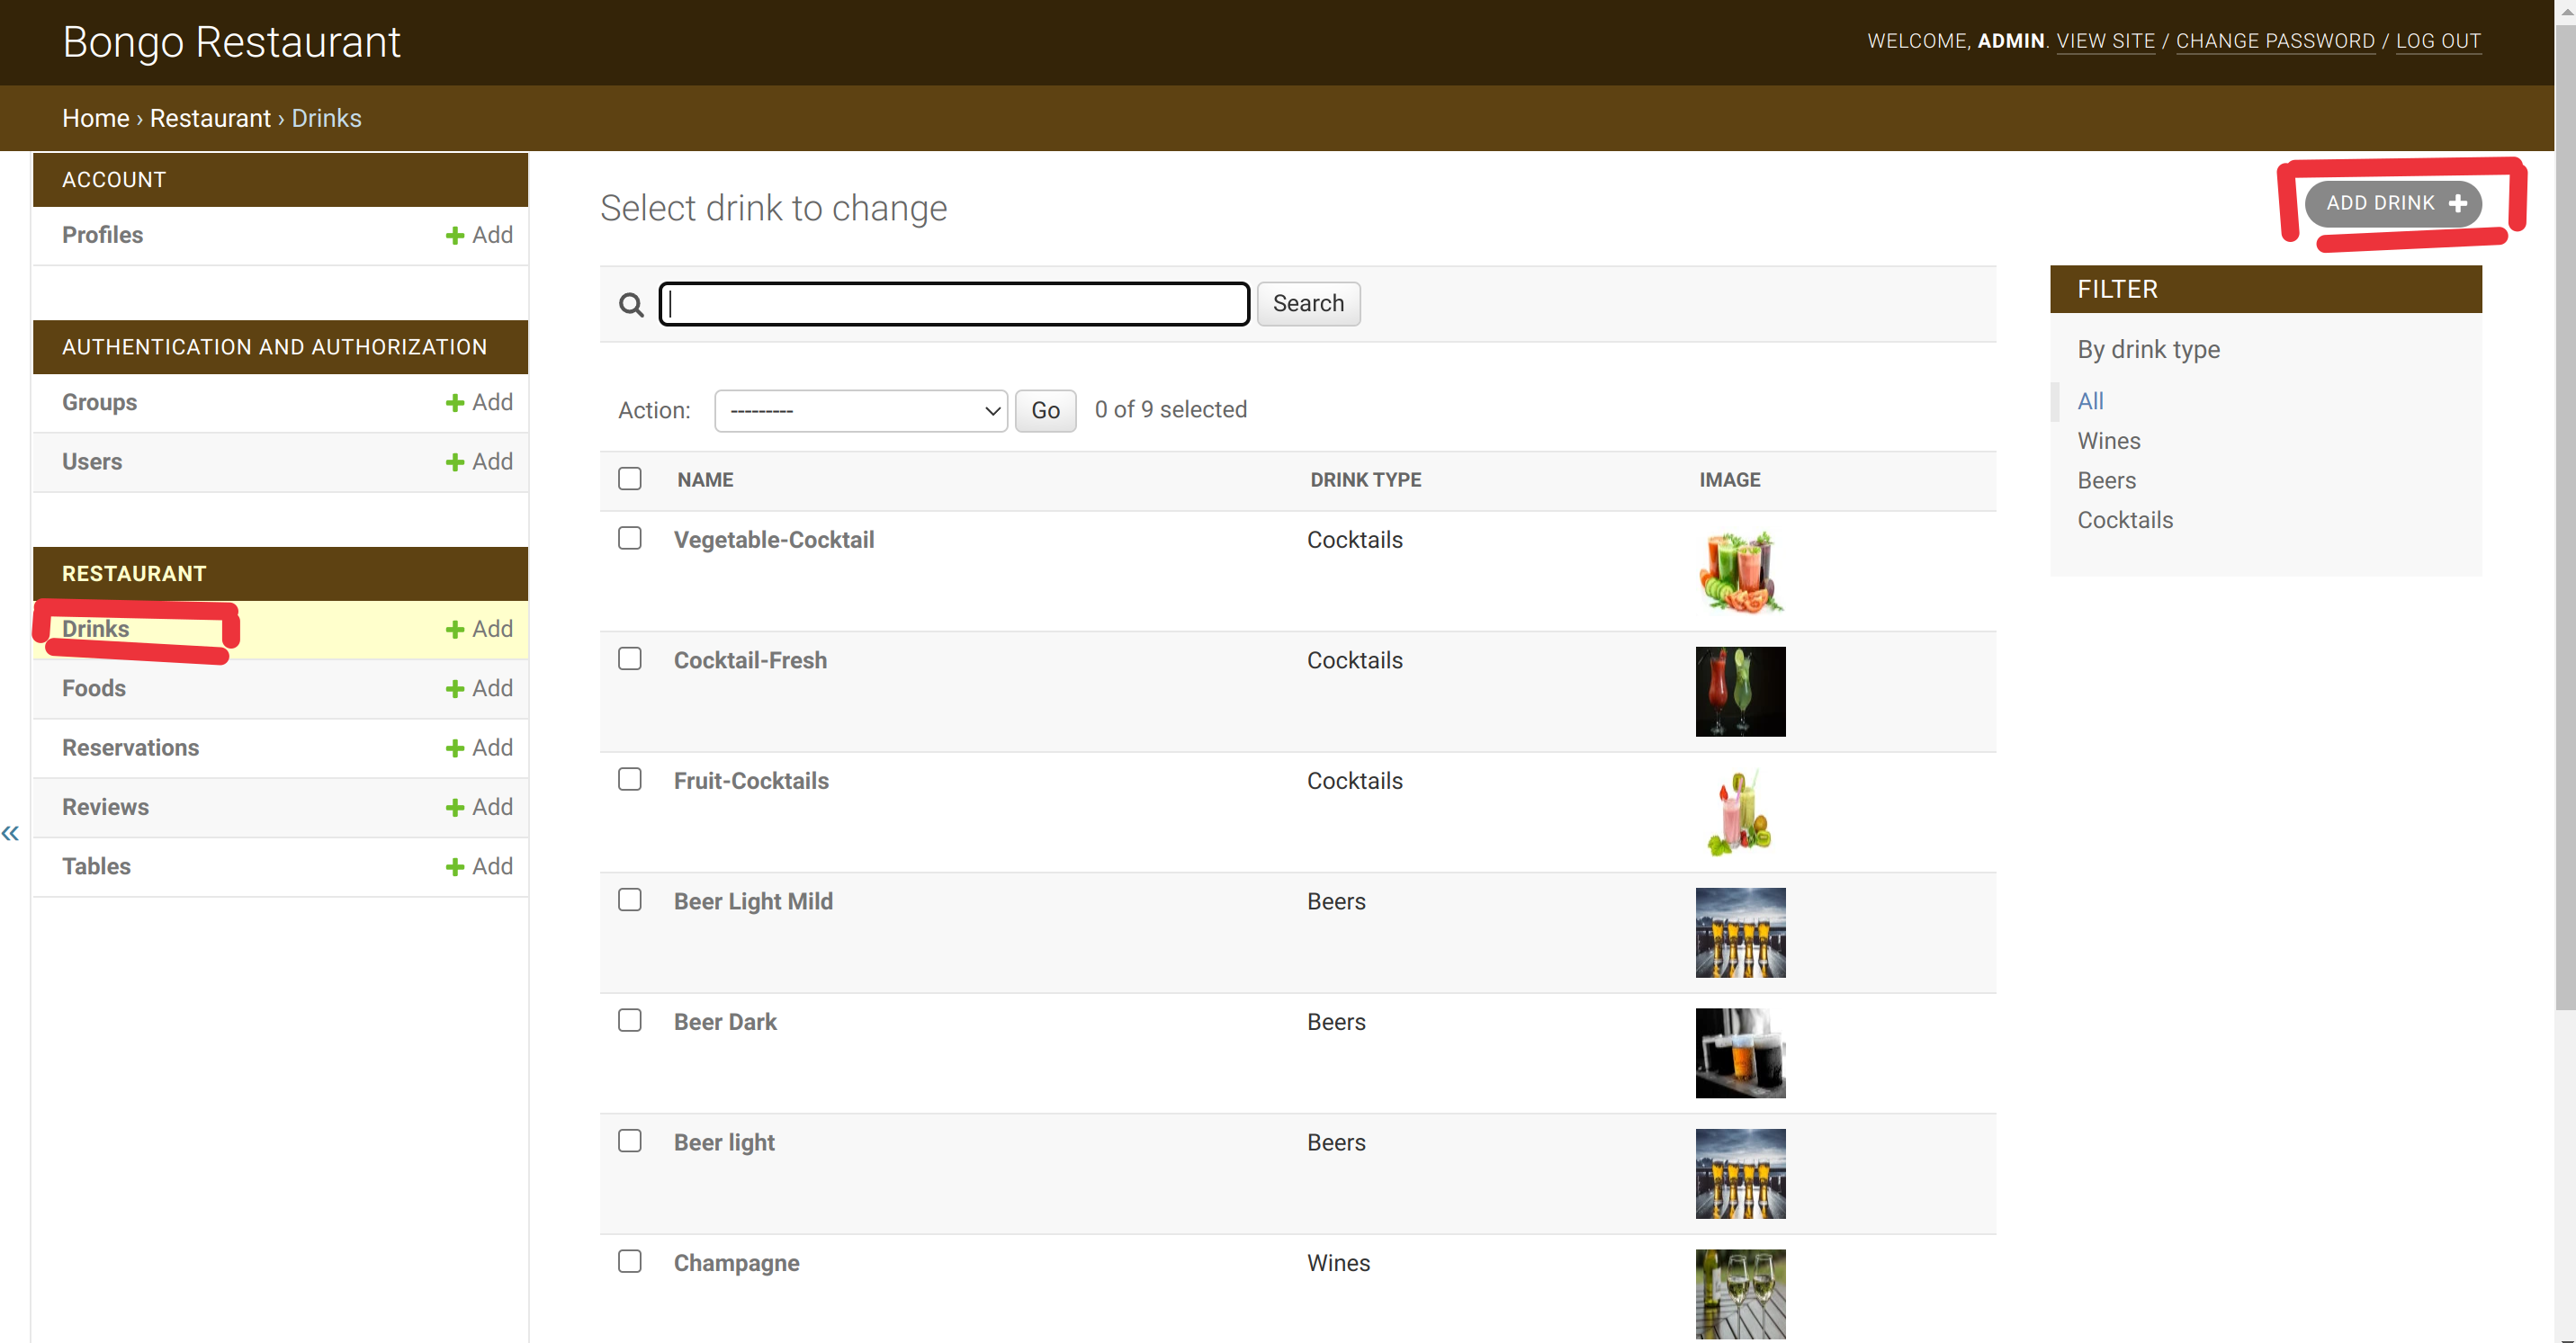 Bongo Restaurant
WELCOME, ADMIN. VIEW SITE / CHANGE PASSWORD / LOG OUT
Home › Restaurant › Drinks
ACCOUNT
Profiles + Add
AUTHENTICATION AND AUTHORIZATION
Groups + Add
Users + Add
RESTAURANT
Drinks + Add
Foods + Add
Reservations + Add
Reviews + Add
Tables + Add
«
Select drink to change
ADD DRINK +
Search
Action: --------- Go 0 of 9 selected
NAME DRINK TYPE IMAGE
Vegetable-Cocktail Cocktails
Cocktail-Fresh Cocktails
Fruit-Cocktails Cocktails
Beer Light Mild Beers
Beer Dark Beers
Beer light Beers
Champagne Wines
FILTER
By drink type
All
Wines
Beers
Cocktails